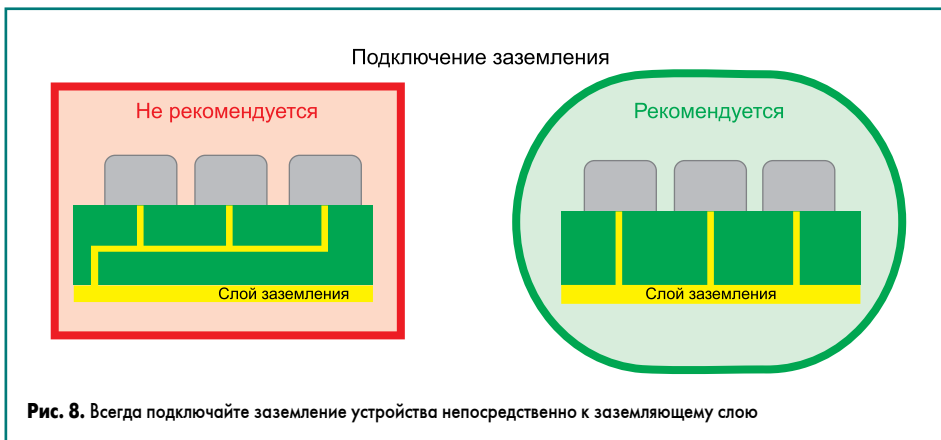 Подключение заземления
Не рекомендуется
Рекомендуется
Слой заземления
Слой заземления
Рис. 8. Всегда подключайте заземление устройства непосредственно к заземляющему слою